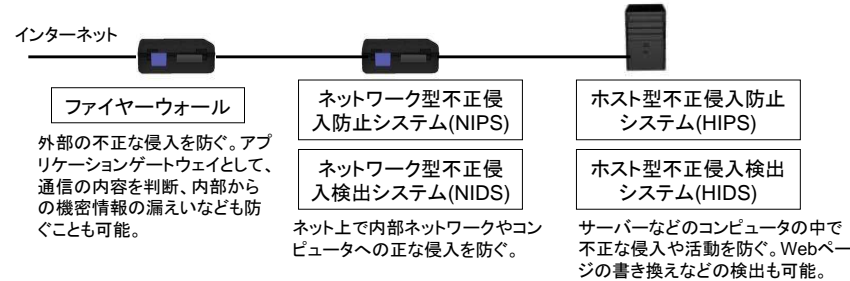 インターネット
ファイヤーウォール
外部の不正な侵入を防ぐ。アプ
リケーションゲートウェイとして、
通信の内容を判断、内部から
の機密情報の漏えいなども防
ぐことも可能。
ネットワーク型不正侵
入防止システム(NIPS)
ネットワーク型不正侵
入検出システム(NIDS)
ネット上で内部ネットワークやコン
ピュータへの正な侵入を防ぐ。
ホスト型不正侵入防止
システム(HIPS)
ホスト型不正侵入検出
システム(HIDS)
サーバーなどのコンピュータの中で
不正な侵入や活動を防ぐ。Webペー
ジの書き換えなどの検出も可能。